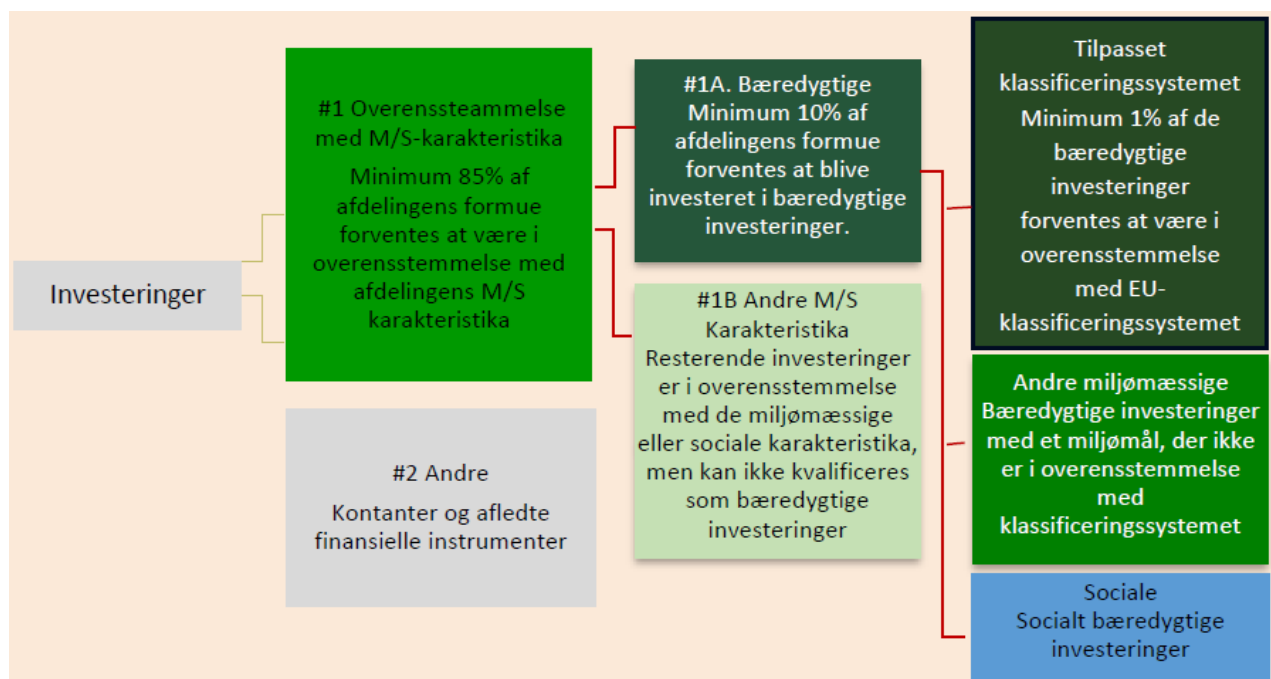 Investeringer
#1 Overenssteammelse
med M/S-karakteristika
Minimum 85% af
afdelingens formue
forventes at være i
overensstemmelse med
afdelingens M/S
karakteristika
#2 Andre
Kontanter og afledte
finansielle instrumenter
#1A. Bæredygtige
Minimum 10% af
afdelingens formue
forventes at blive
investeret i bæredygtige
investeringer.
#1B Andre M/S
Karakteristika
Resterende investeringer
er i overensstemmelse
med de miljømæssige
eller sociale karakteristika,
men kan ikke kvalificeres
som bæredygtige
investeringer
Tilpasset
klassificeringssystemet
Minimum 1% af de
bæredygtige
investeringer
forventes at være i
overensstemmelse
med EU-
klassificeringssystemet
Andre miljømæssige
Bæredygtige investeringer
med et miljømål, der ikke
er i overensstemmelse
med
klassificeringssystemet
Sociale
Socialt bæredygtige
investeringer